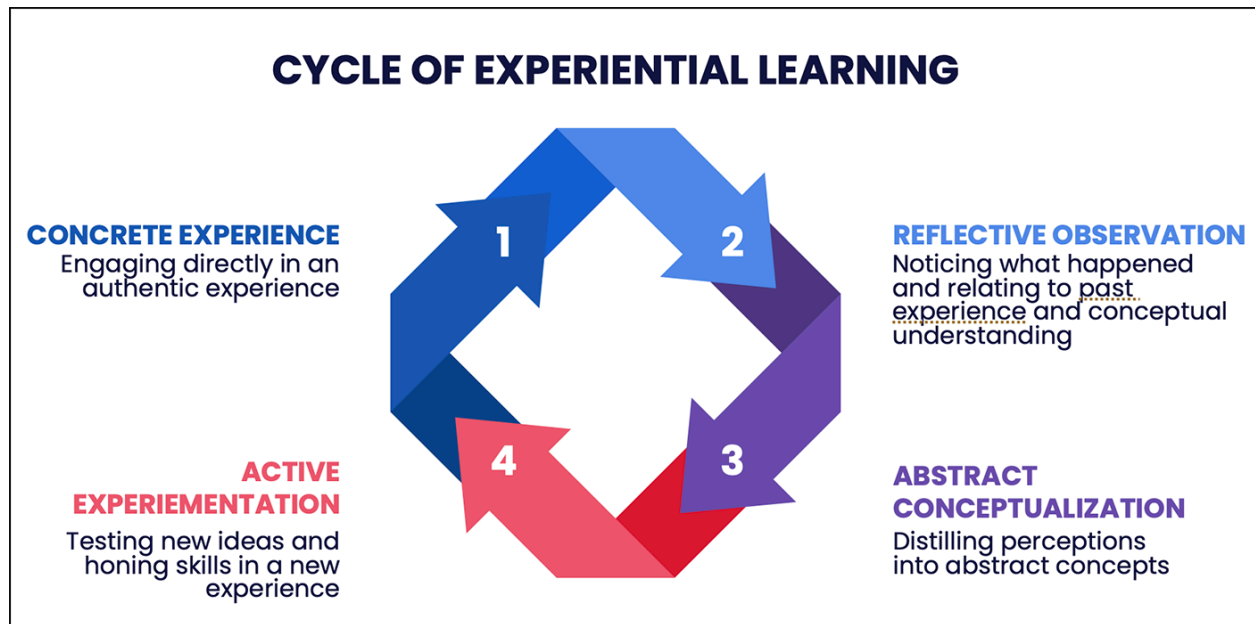 CYCLE OF EXPERIENTIAL LEARNING
1
CONCRETE EXPERIENCE
Engaging directly in an
authentic experience
2
REFLECTIVE OBSERVATION
Noticing what happened
and relating to past
experience and conceptual
understanding
3
ABSTRACT
CONCEPTUALIZATION
Distilling perceptions
into abstract concepts
4
ACTIVE
EXPERIEMENTATION
Testing new ideas and
honing skills in a new
experience